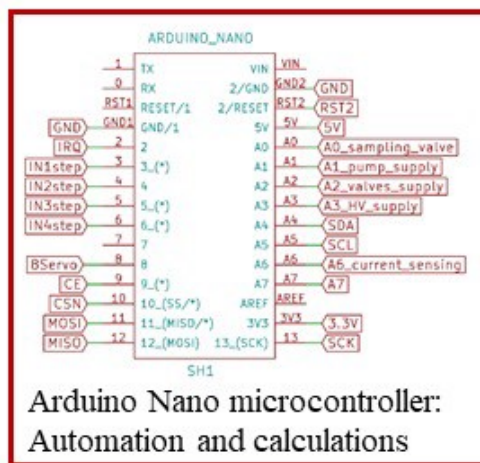 ARDUINO_NANO
1 TX VIN VIN
0 RX 2/GND GND2 GND
RST1 RESET/1 2/RESET RST2 RST2
GND GND1 GND/1 5V 5V 5V
IRQ 2 2 A0 A0 A0_sampling_valve
IN1step 3 3_(*) A1 A1 A1_pump_supply
IN2step 4 4 A2 A2 A2_valves_supply
IN3step 5 5_(*) A3 A3 A3_HV_supply
IN4step 6 6_(*) A4 A4 SDA
7 7 A5 A5 SCL
BServo 8 8 A6 A6 A6_current_sensing
CE 9 9_(*) A7 A7 A7
CSN 10 10_(SS/*) AREF AREF
MOSI 11 11_(MISO/*) 3V3 3V3 3.3V
MISO 12 12_(MOSI) 13_(SCK) 13 SCK
SH1
Arduino Nano microcontroller:
Automation and calculations